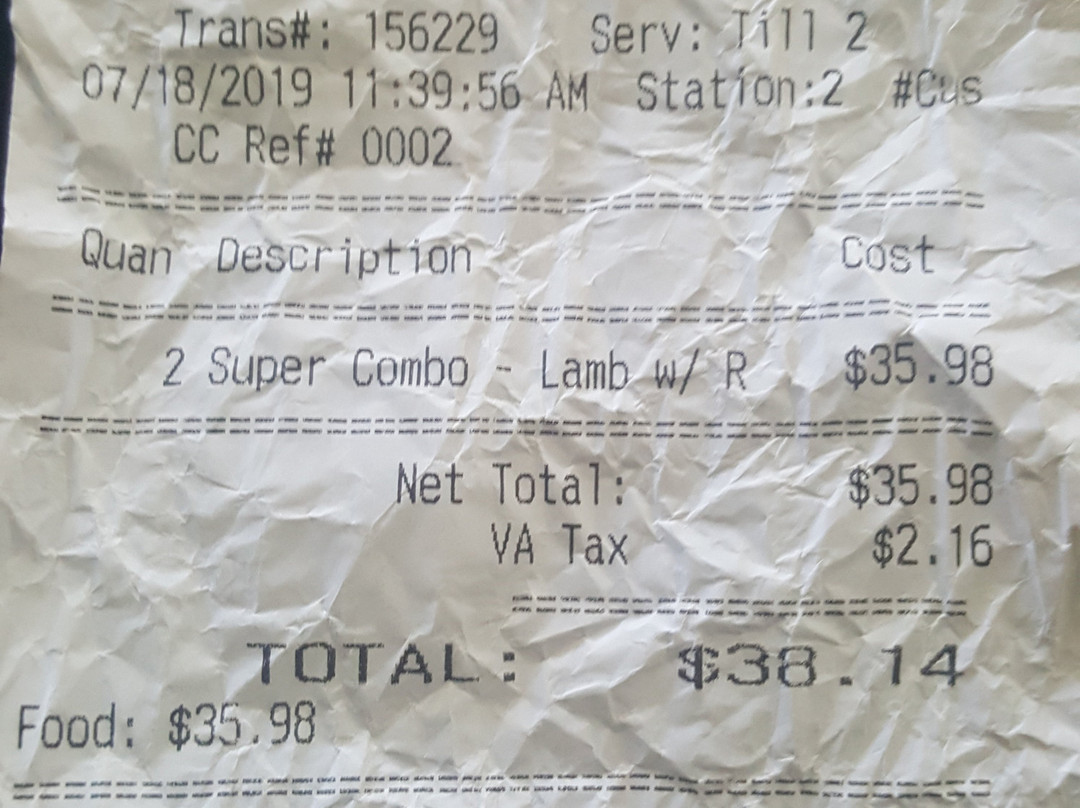 Trans#: 156229 Serv: Till 2
07/18/2019 11:39:56 AM Station:2 #Cus
CC Ref# 0002
Quan Description Cost
2 Super Combo - Lamb w/ R $35.98
Net Total: $35.98
VA Tax $2.16
TOTAL: $38.14
Food: $35.98